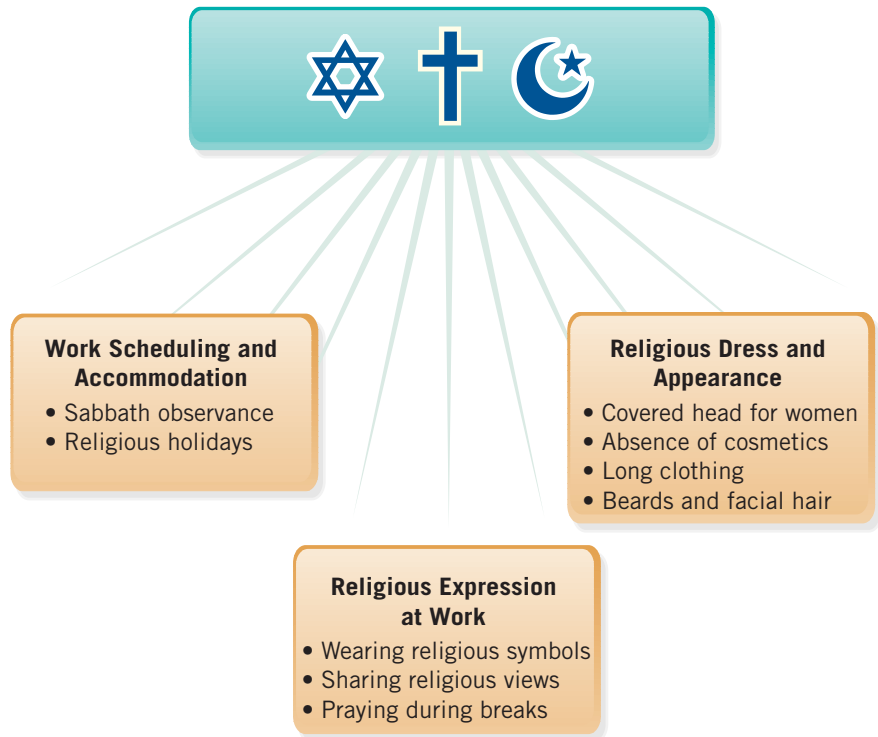 Work Scheduling and
Accommodation
• Sabbath observance
• Religious holidays
Religious Dress and
Appearance
• Covered head for women
• Absence of cosmetics
• Long clothing
• Beards and facial hair
Religious Expression
at Work
• Wearing religious symbols
• Sharing religious views
• Praying during breaks